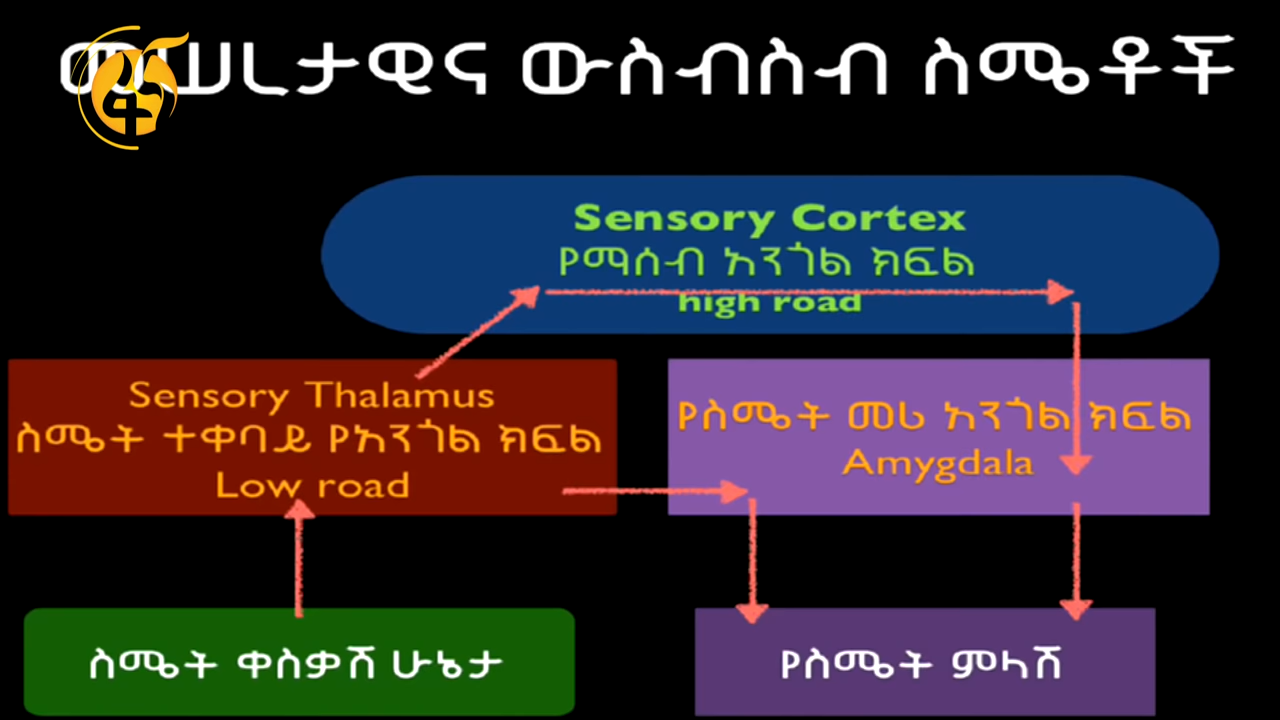 መሠረታዊና ውስብስብ ስሜቶች
Sensory Cortex
የማሰብ አንጎል ክፍል
high road
Sensory Thalamus
ስሜት ተቀባይ የአንጎል ክፍል
Low road
የስሜት መሪ አንጎል ክፍል
Amygdala
ስሜት ቀስቃሽ ሁኔታ
የስሜት ምላሽ